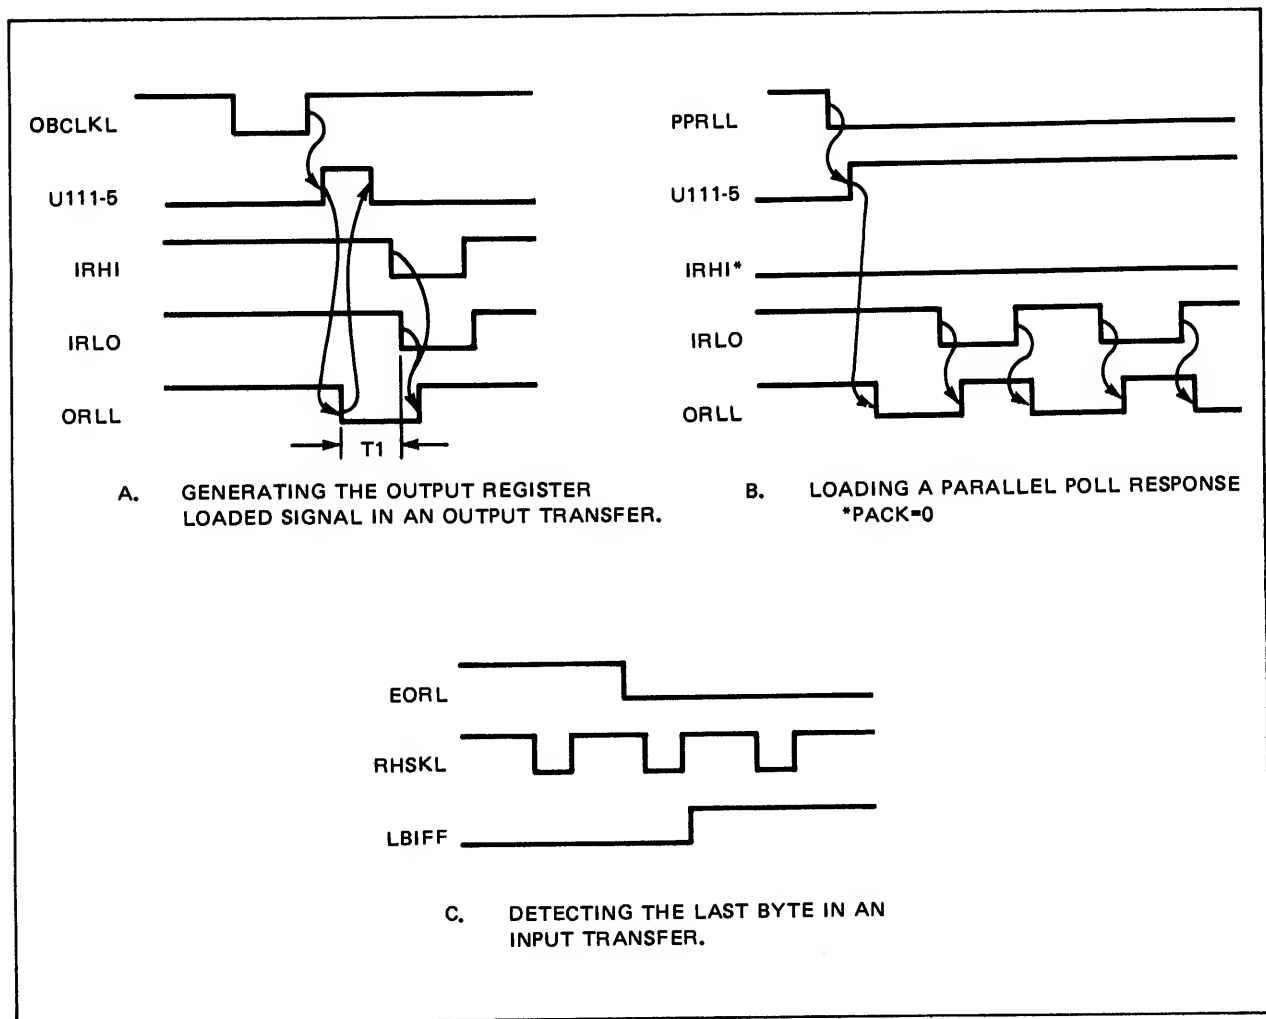 OBCLKL
U111-5
IRHI
IRLO
ORLL
T1
A. GENERATING THE OUTPUT REGISTER
LOADED SIGNAL IN AN OUTPUT TRANSFER.
PPRLL
U111-5
IRHI*
IRLO
ORLL
B. LOADING A PARALLEL POLL RESPONSE
*PACK=0
EORL
RHSKL
LBIFF
C. DETECTING THE LAST BYTE IN AN
INPUT TRANSFER.